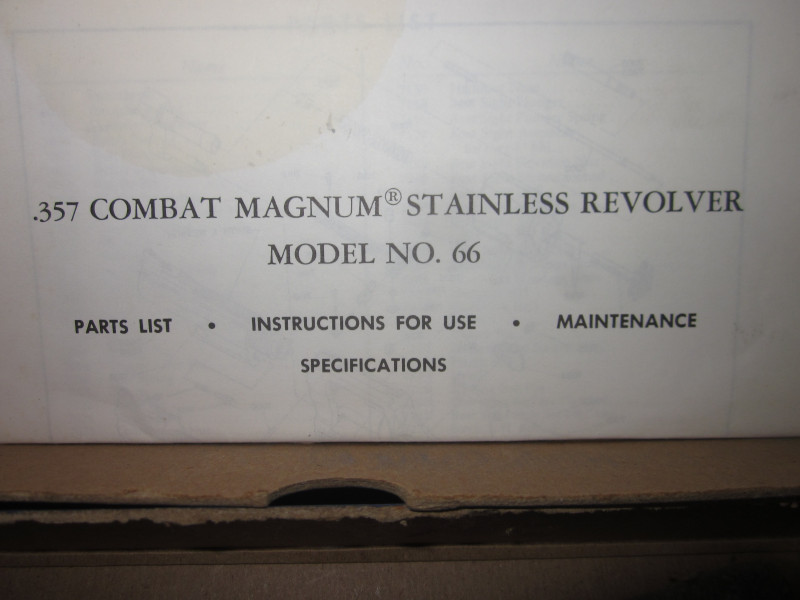 .357 COMBAT MAGNUM® STAINLESS REVOLVER
MODEL NO. 66
PARTS LIST • INSTRUCTIONS FOR USE • MAINTENANCE
SPECIFICATIONS